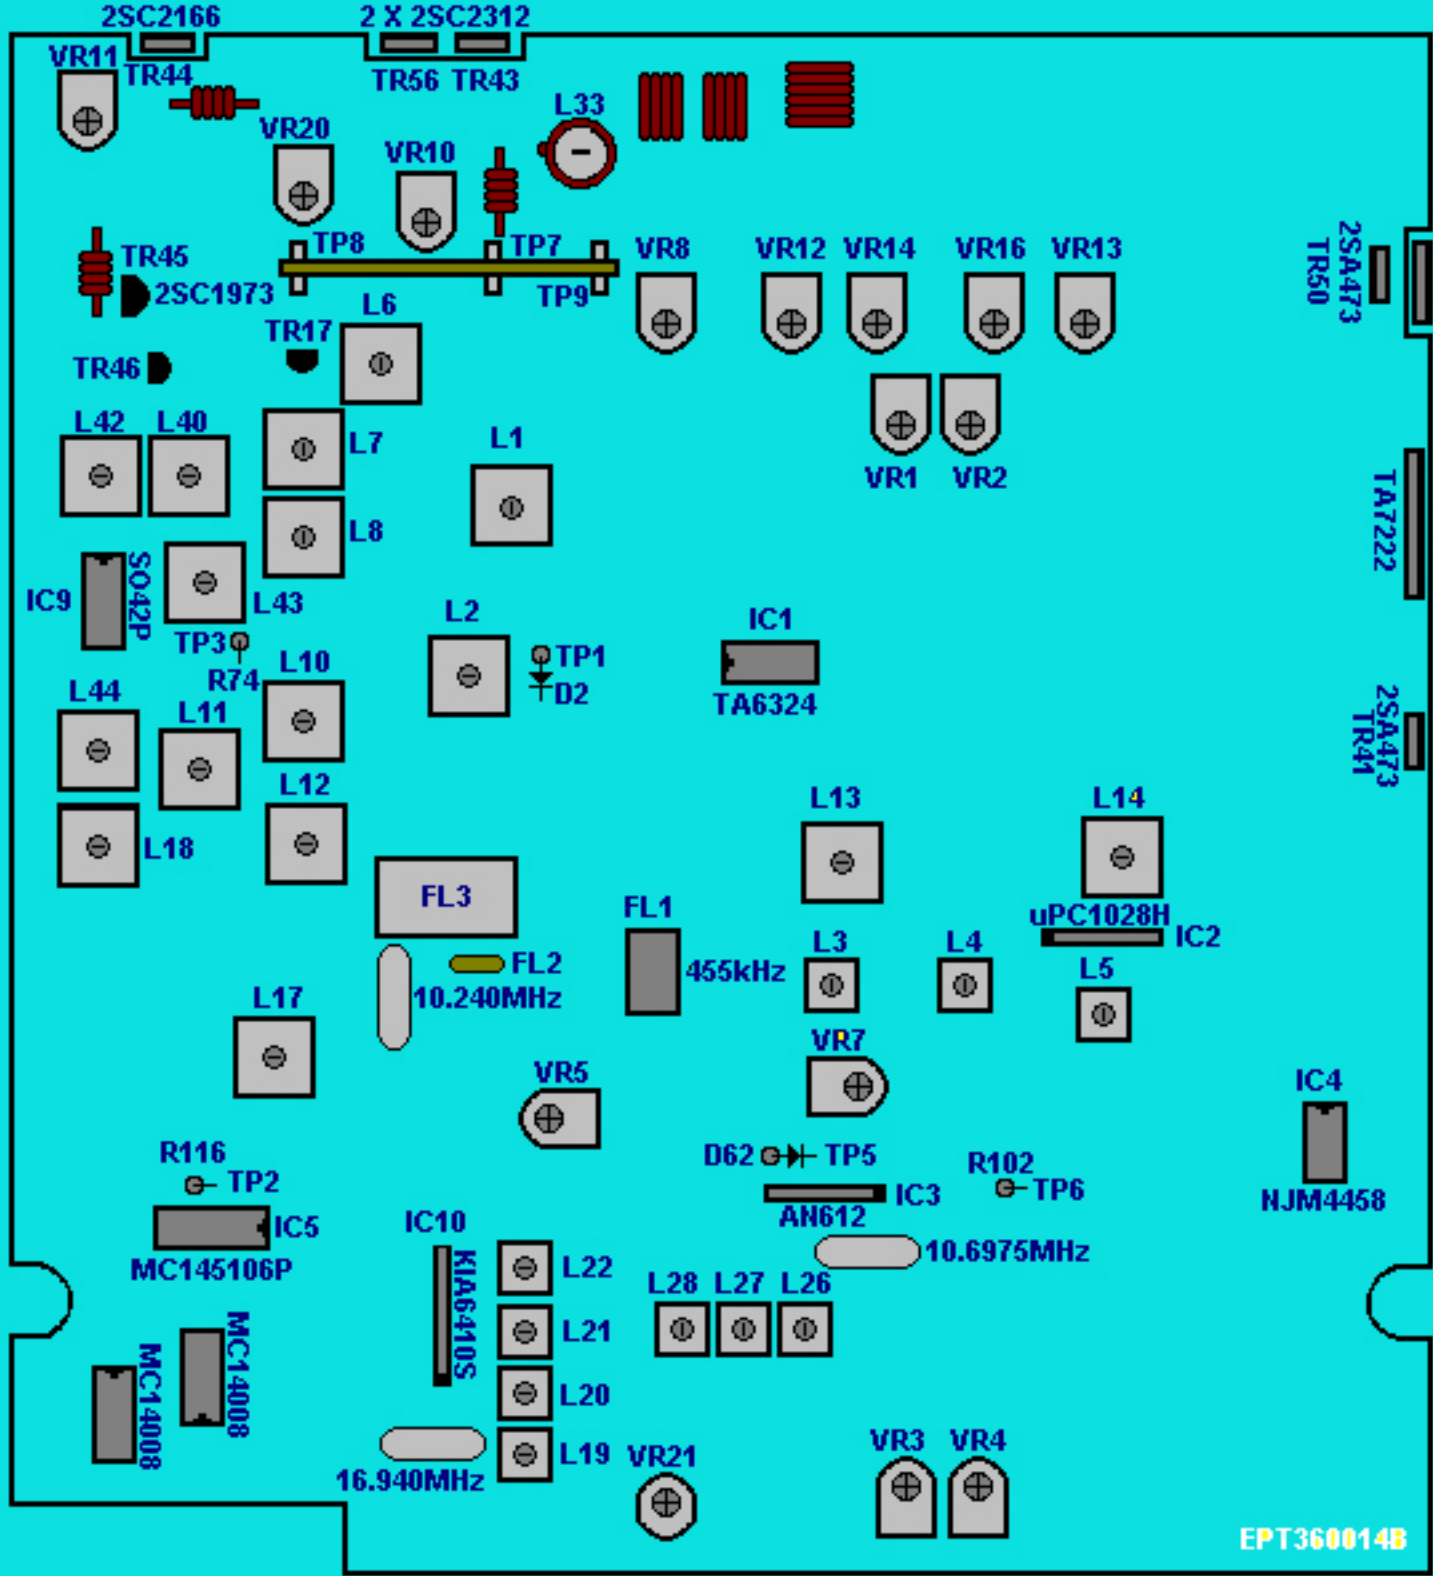 2SC2166
2 X 2SC2312
VR11
TR44
TR56
TR43
L33
VR20
VR10
TR45
2SC1973
TP8
TP7
TP9
VR8
VR12
VR14
VR16
VR13
2SA473
TR50
L6
TR17
TR46
L42
L40
L7
L1
VR1
VR2
L8
TA7222
IC9
SO42P
L43
TP3
R74
L2
TP1
D2
IC1
TA6324
L10
L44
L11
2SA473
TR41
L12
L18
L13
L14
FL3
FL1
uPC1028H
IC2
FL2
455kHz
L3
L4
L5
10.240MHz
L17
VR5
VR7
IC4
NJM4458
R116
TP2
D62
TP5
R102
TP6
IC5
MC145106P
IC10
KIA6410S
IC3
AN612
10.6975MHz
L22
L21
L20
L19
L28
L27
L26
MC14008
MC14008
16.940MHz
VR21
VR3
VR4
EPT360014B